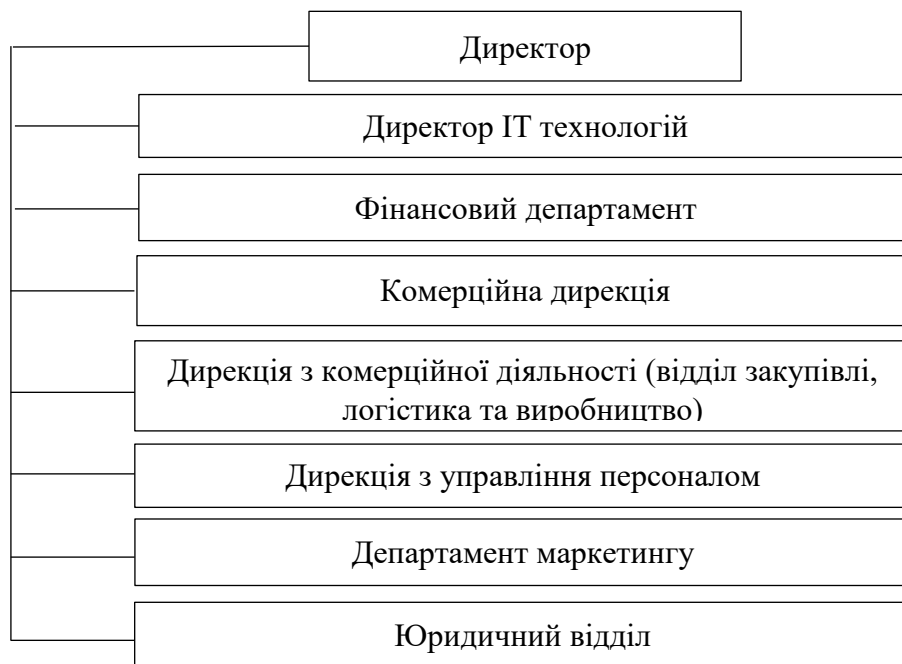 Директор
Директор ІТ технологій
Фінансовий департамент
Комерційна дирекція
Дирекція з комерційної діяльності (відділ закупівлі,
логістика та виробництво)
Дирекція з управління персоналом
Департамент маркетингу
Юридичний відділ